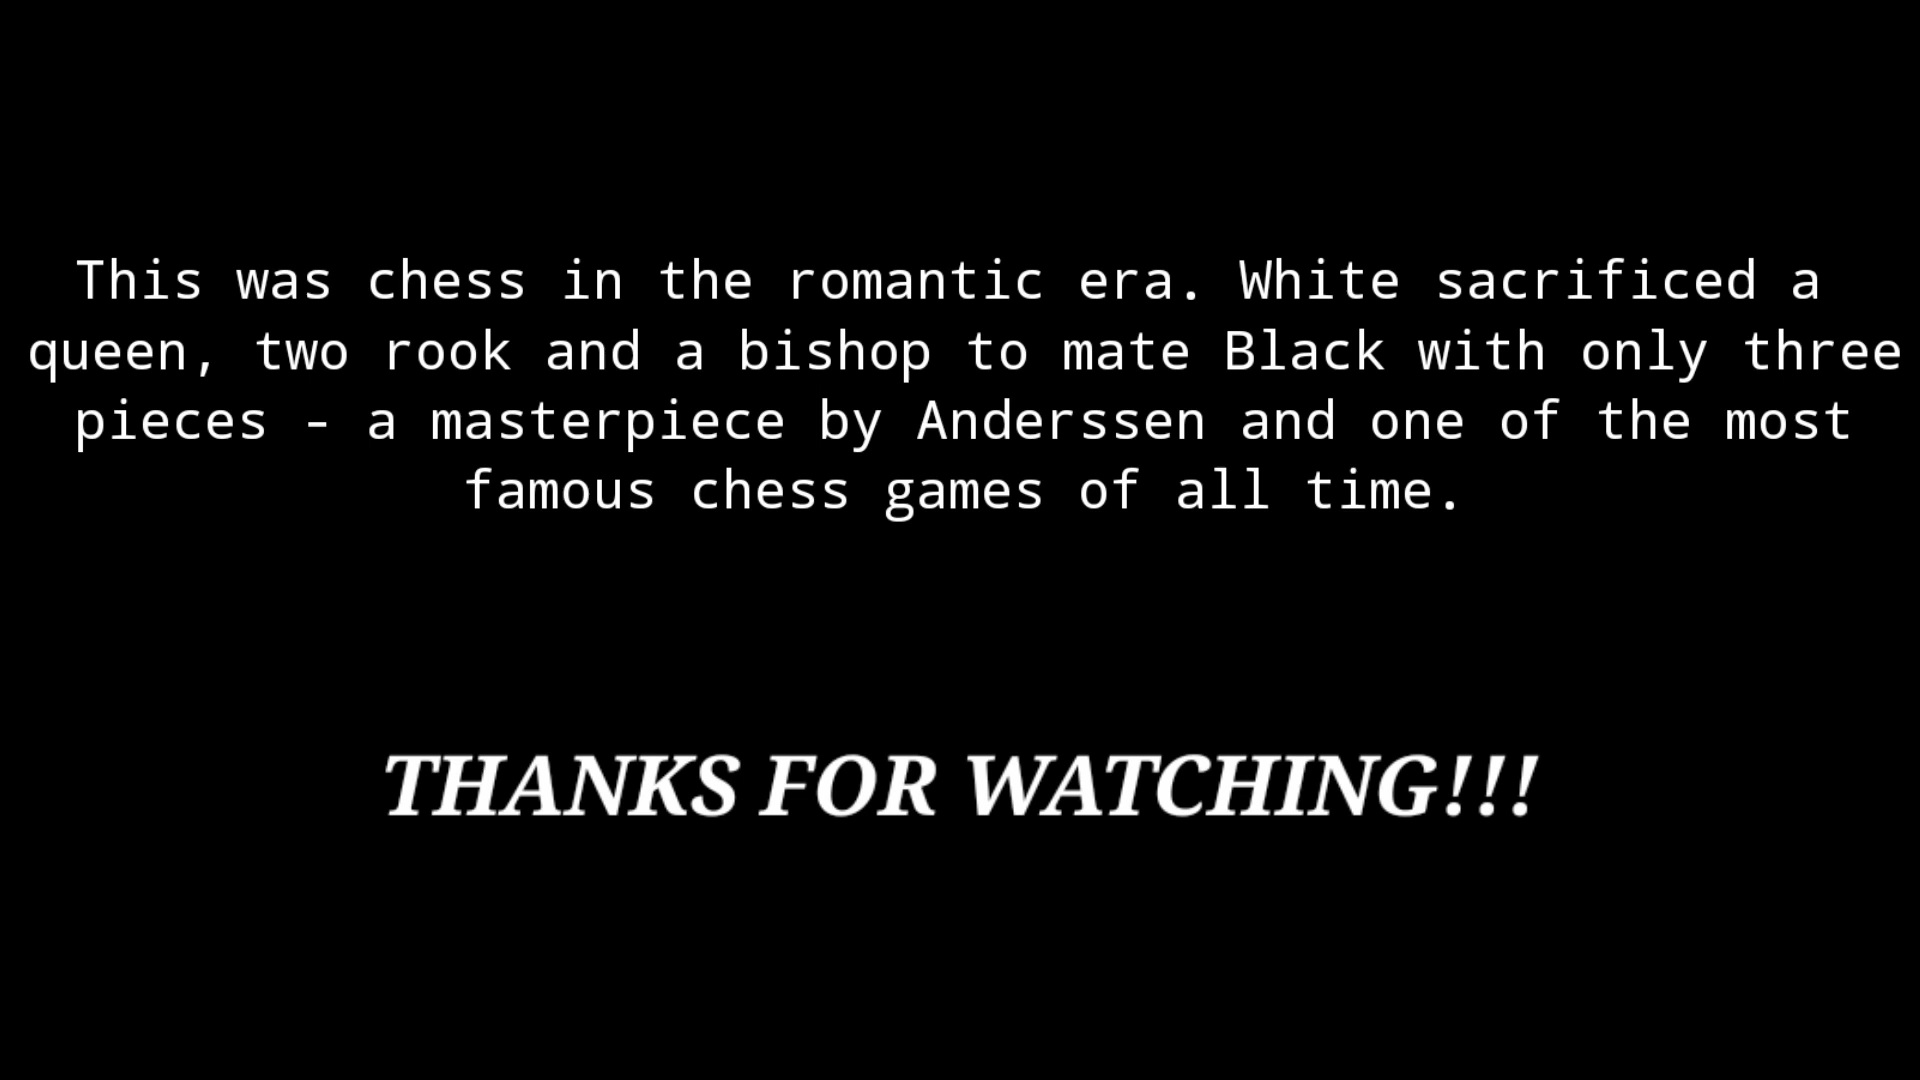 This was chess in the romantic era. White sacrificed a
queen, two rook and a bishop to mate Black with only three
pieces - a masterpiece by Anderssen and one of the most
famous chess games of all time.
THANKS FOR WATCHING!!!